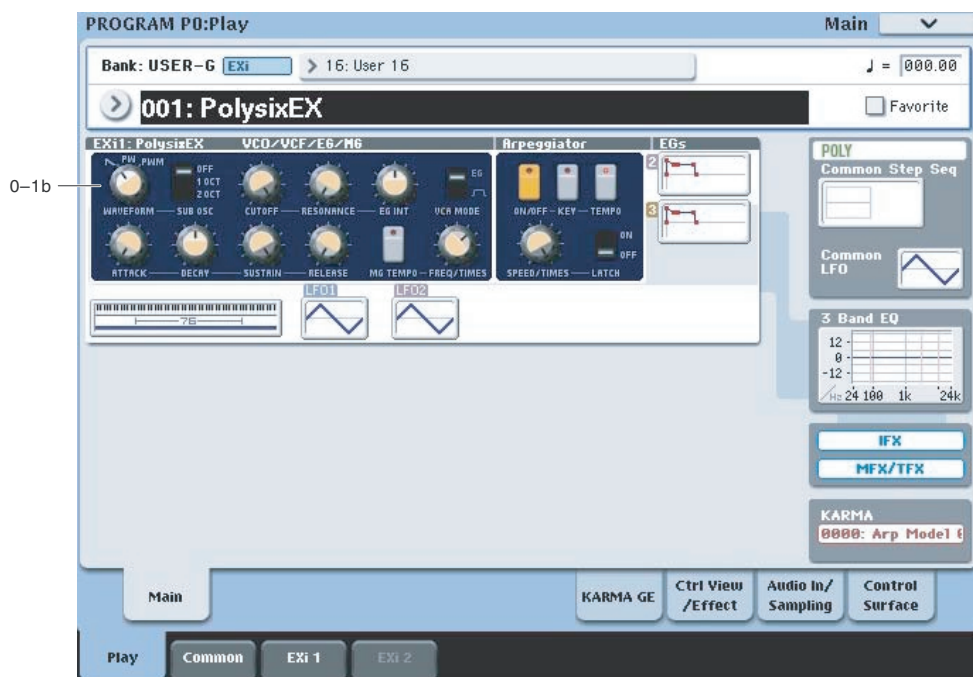 PROGRAM P0:Play
Main
Bank: USER-G EXi
16: User 16
♩ = 000.00
001: PolysixEX
Favorite
EXi1: PolysixEX VCO/VCF/EG/MG
Arpeggiator
EGs
0–1b
PW PWM
OFF
1 OCT
2 OCT
EG
WAVEFORM SUB OSC CUTOFF RESONANCE EG INT VCA MODE
ON/OFF KEY TEMPO
2
3
ATTACK DECAY SUSTAIN RELEASE MG TEMPO FREQ/TIMES
ON
OFF
SPEED/TIMES LATCH
76
LFO1
LFO2
POLY
Common Step Seq
Common
LFO
3 Band EQ
12
0
-12
Hz 24 100 1k 24k
IFX
MFX/TFX
KARMA
0000: Arp Model
Main
KARMA GE
Ctrl View
/Effect
Audio In/
Sampling
Control
Surface
Play
Common
EXi 1
EXi 2